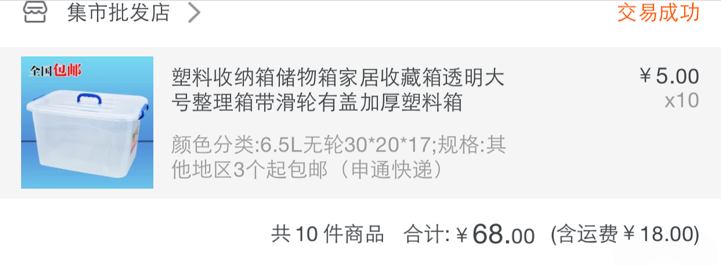 集市批发店
交易成功
全国包邮
塑料收纳箱储物箱家居收藏箱透明大
号整理箱带滑轮有盖加厚塑料箱
￥5.00
x10
颜色分类:6.5L无轮30*20*17;规格:其
他地区3个起包邮（申通快递）
共10件商品 合计:￥68.00 (含运费￥18.00)